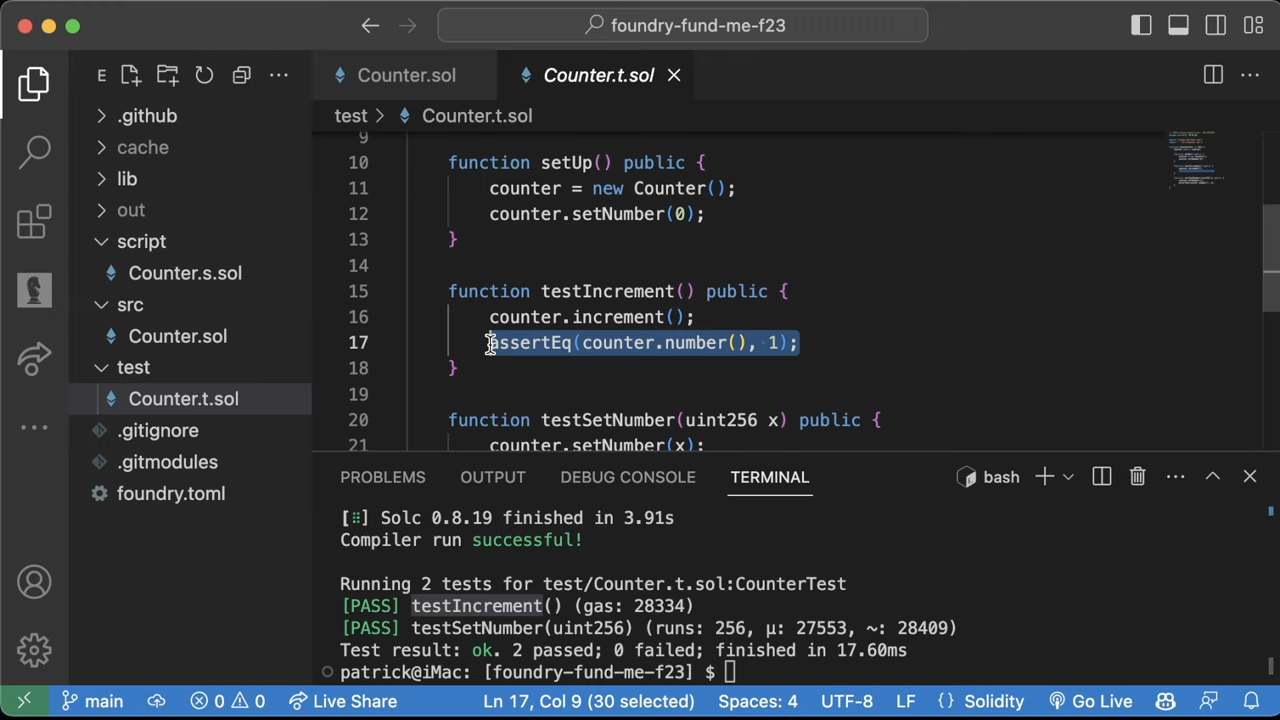 foundry-fund-me-f23
E
Counter.sol
Counter.t.sol
test > Counter.t.sol
.github
cache
lib
out
script
Counter.s.sol
src
Counter.sol
test
Counter.t.sol
.gitignore
.gitmodules
foundry.toml
9
10 function setUp() public {
11 counter = new Counter();
12 counter.setNumber(0);
13 }
14
15 function testIncrement() public {
16 counter.increment();
17 assertEq(counter.number(), 1);
18 }
19
20 function testSetNumber(uint256 x) public {
21 counter.setNumber(x);
PROBLEMS OUTPUT DEBUG CONSOLE TERMINAL bash
[⠿] Solc 0.8.19 finished in 3.91s
Compiler run successful!
Running 2 tests for test/Counter.t.sol:CounterTest
[PASS] testIncrement() (gas: 28334)
[PASS] testSetNumber(uint256) (runs: 256, μ: 27553, ~: 28409)
Test result: ok. 2 passed; 0 failed; finished in 17.60ms
patrick@iMac: [foundry-fund-me-f23] $
main 0 0 Live Share Ln 17, Col 9 (30 selected) Spaces: 4 UTF-8 LF {} Solidity Go Live